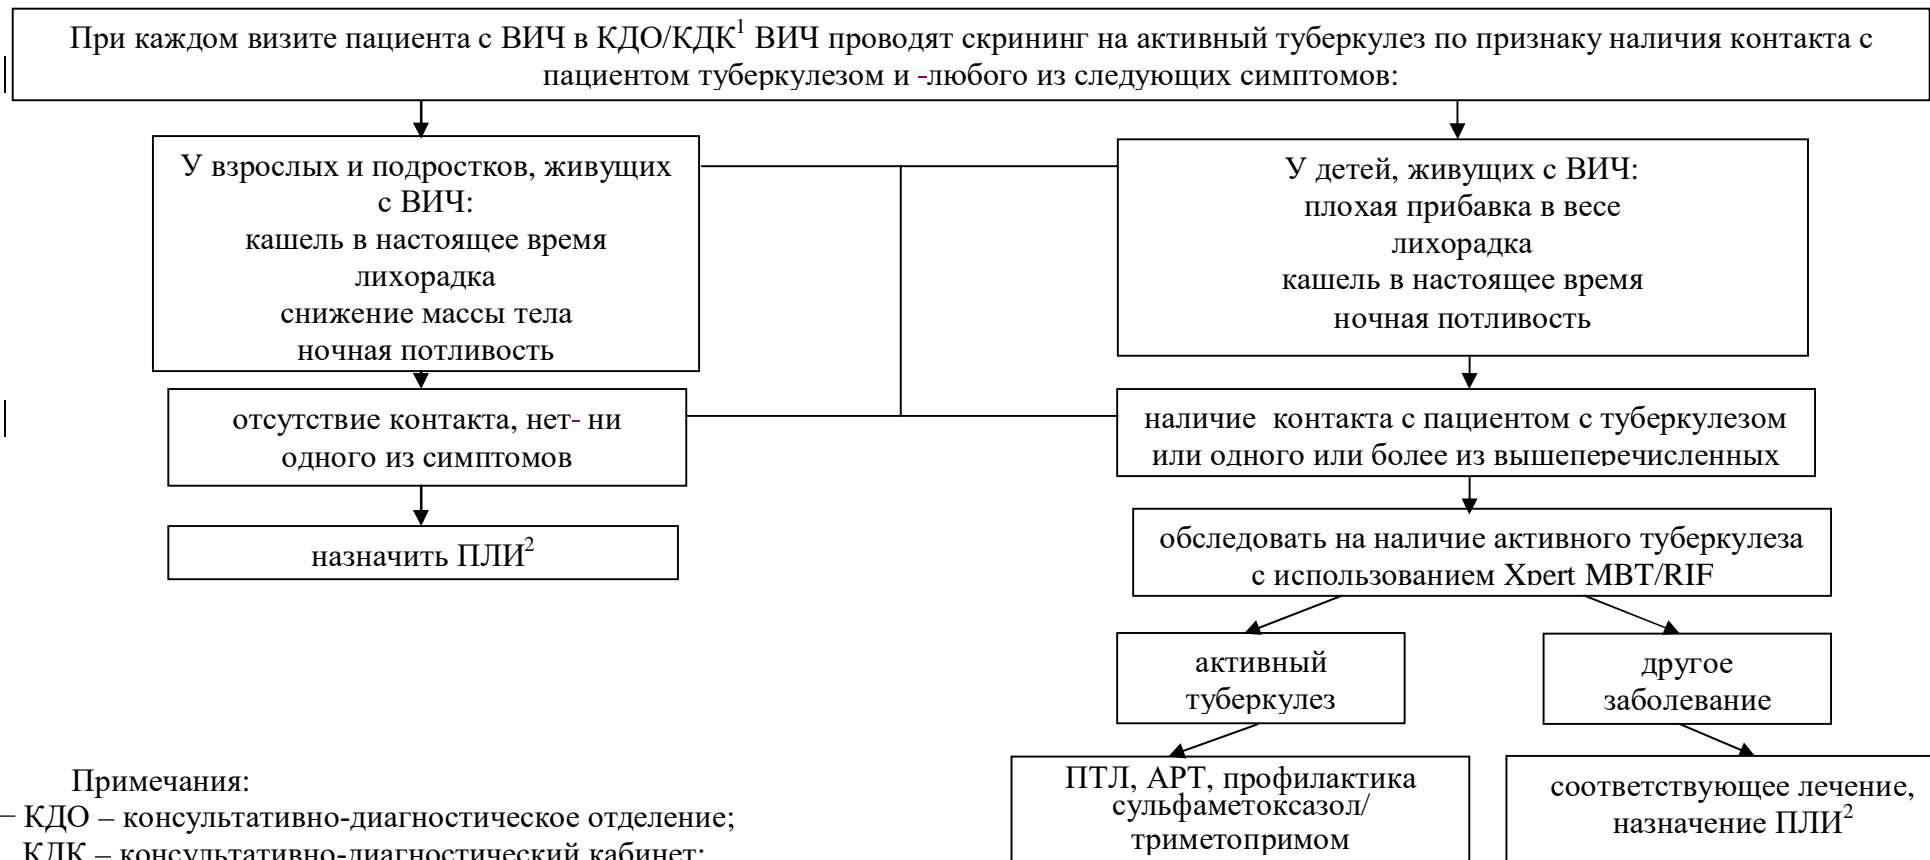 При каждом визите пациента с ВИЧ в КДО/КДК¹ ВИЧ проводят скрининг на активный туберкулез по признаку наличия контакта с
пациентом туберкулезом и -любого из следующих симптомов:
У взрослых и подростков, живущих
с ВИЧ:
кашель в настоящее время
лихорадка
снижение массы тела
ночная потливость
У детей, живущих с ВИЧ:
плохая прибавка в весе
лихорадка
кашель в настоящее время
ночная потливость
отсутствие контакта, нет- ни
одного из симптомов
наличие контакта с пациентом с туберкулезом
или одного или более из вышеперечисленных
назначить ПЛИ²
обследовать на наличие активного туберкулеза
с использованием Xpert MBT/RIF
активный
туберкулез
другое
заболевание
ПТЛ, АРТ, профилактика
сульфаметоксазол/
триметопримом
соответствующее лечение,
назначение ПЛИ²
Примечания:
– КДО – консультативно-диагностическое отделение;
КДК – консультативно-диагностический кабинет;